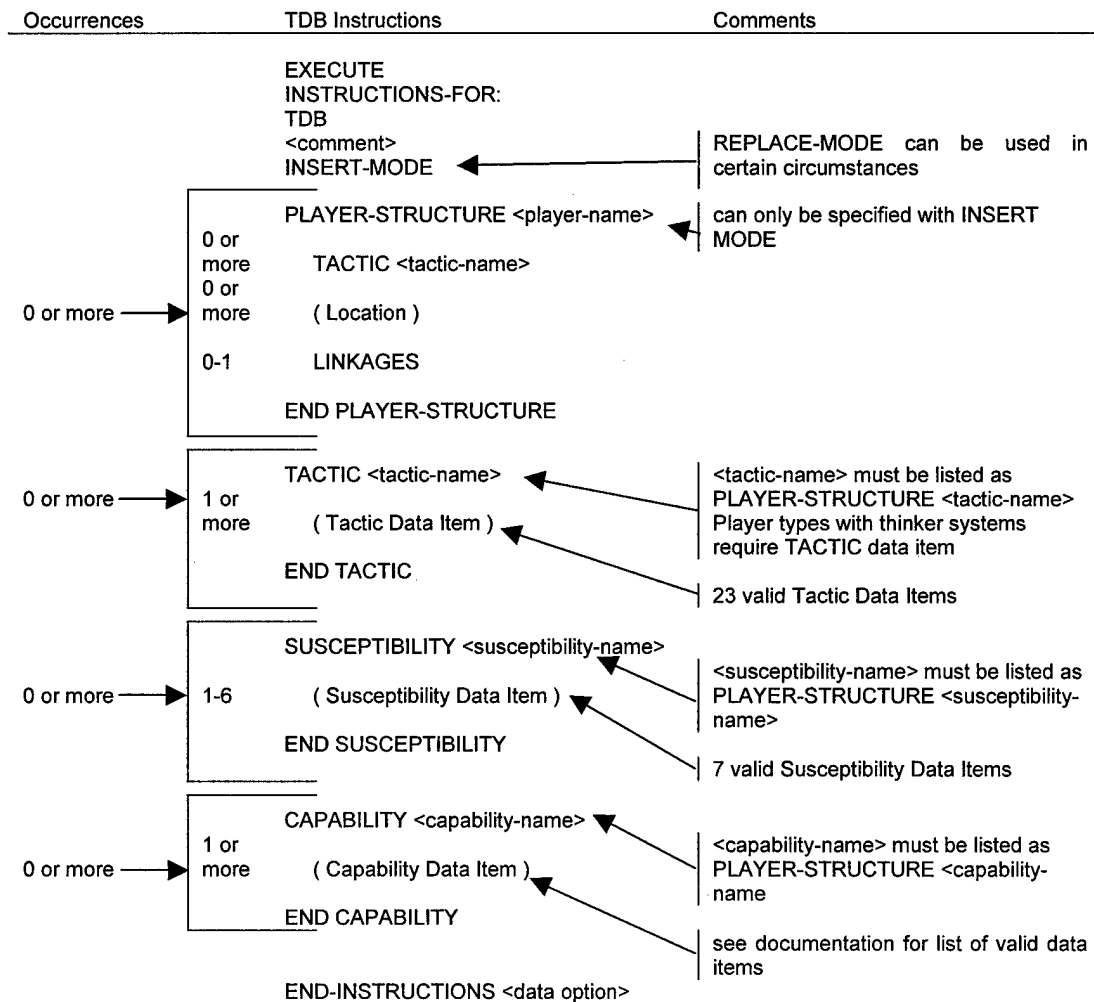 Occurrences TDB Instructions Comments
EXECUTE
INSTRUCTIONS-FOR:
TDB
<comment>
INSERT-MODE
REPLACE-MODE can be used in
certain circumstances
PLAYER-STRUCTURE <player-name>
can only be specified with INSERT
MODE
0 or
more TACTIC <tactic-name>
0 or more
0 or
more ( Location )
0-1 LINKAGES
END PLAYER-STRUCTURE
0 or more
TACTIC <tactic-name>
1 or
more ( Tactic Data Item )
END TACTIC
<tactic-name> must be listed as
PLAYER-STRUCTURE <tactic-name>
Player types with thinker systems
require TACTIC data item
23 valid Tactic Data Items
SUSCEPTIBILITY <susceptibility-name>
0 or more 1-6 ( Susceptibility Data Item )
END SUSCEPTIBILITY
<susceptibility-name> must be listed as
PLAYER-STRUCTURE <susceptibility-
name>
7 valid Susceptibility Data Items
CAPABILITY <capability-name>
0 or more
1 or
more ( Capability Data Item )
END CAPABILITY
<capability-name> must be listed as
PLAYER-STRUCTURE <capability-
name
see documentation for list of valid data
items
END-INSTRUCTIONS <data option>